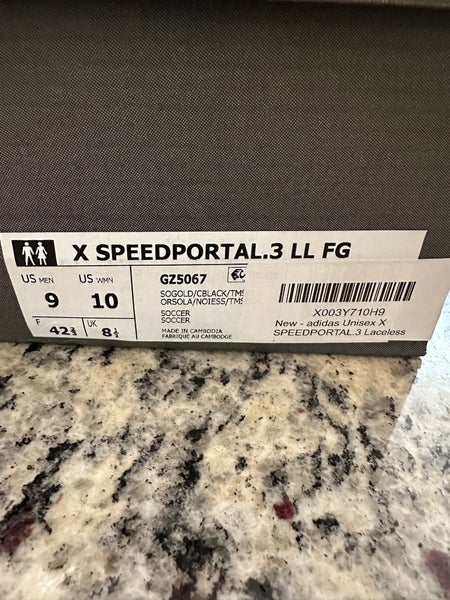 X SPEEDPORTAL.3 LL FG
US MEN
9
US WMN
10
F
42⅔
UK
8½
GZ5067
SOGOLD/CBLACK/TMS
ORSOLA/NOIESS/TMS
SOCCER
SOCCER
MADE IN CAMBODIA
FABRIQUE AU CAMBODGE
X003Y710H9
New - adidas Unisex X
SPEEDPORTAL.3 Laceless